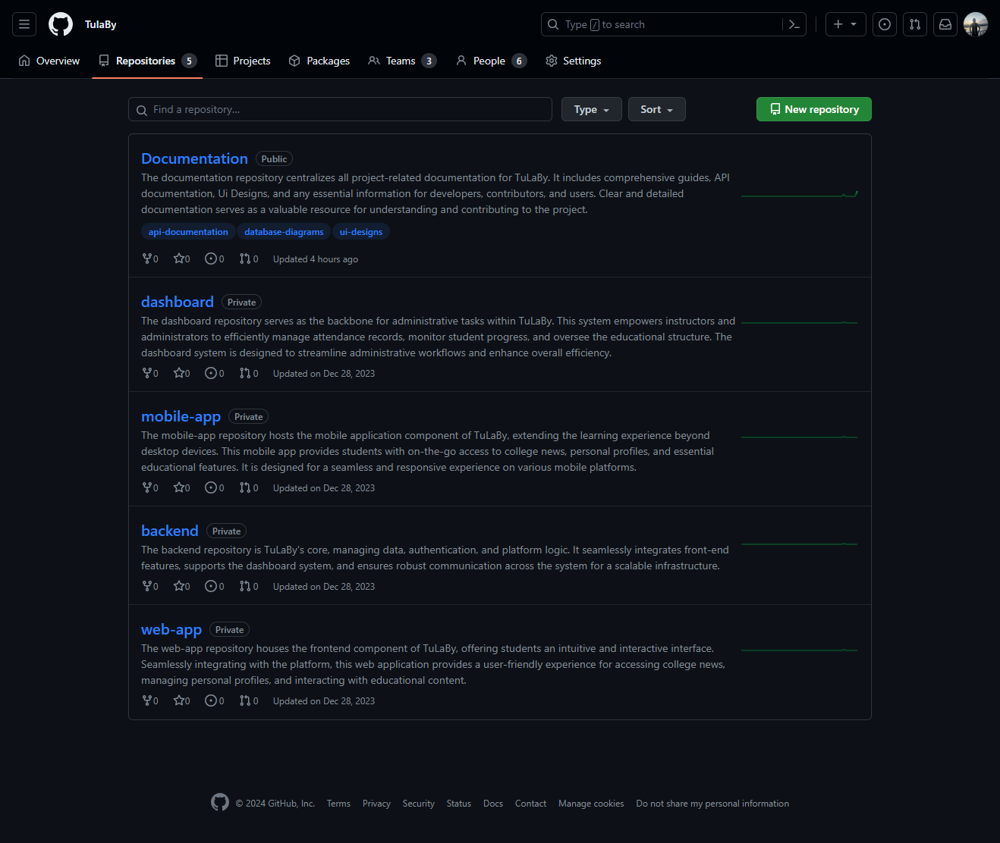 TulaBy
Type / to search
Overview
Repositories 5
Projects
Packages
Teams 3
People 6
Settings
Find a repository...
Type
Sort
New repository
Documentation Public
The documentation repository centralizes all project-related documentation for TuLaBy. It includes comprehensive guides, API
documentation, Ui Designs, and any essential information for developers, contributors, and users. Clear and detailed
documentation serves as a valuable resource for understanding and contributing to the project.
api-documentation database-diagrams ui-designs
0 0 0 0 Updated 4 hours ago
dashboard Private
The dashboard repository serves as the backbone for administrative tasks within TuLaBy. This system empowers instructors and
administrators to efficiently manage attendance records, monitor student progress, and oversee the educational structure. The
dashboard system is designed to streamline administrative workflows and enhance overall efficiency.
0 0 0 0 Updated on Dec 28, 2023
mobile-app Private
The mobile-app repository hosts the mobile application component of TuLaBy, extending the learning experience beyond
desktop devices. This mobile app provides students with on-the-go access to college news, personal profiles, and essential
educational features. It is designed for a seamless and responsive experience on various mobile platforms.
0 0 0 0 Updated on Dec 28, 2023
backend Private
The backend repository is TuLaBy's core, managing data, authentication, and platform logic. It seamlessly integrates front-end
features, supports the dashboard system, and ensures robust communication across the system for a scalable infrastructure.
0 0 0 0 Updated on Dec 28, 2023
web-app Private
The web-app repository houses the frontend component of TuLaBy, offering students an intuitive and interactive interface.
Seamlessly integrating with the platform, this web application provides a user-friendly experience for accessing college news,
managing personal profiles, and interacting with educational content.
0 0 0 0 Updated on Dec 28, 2023
© 2024 GitHub, Inc. Terms Privacy Security Status Docs Contact Manage cookies Do not share my personal information